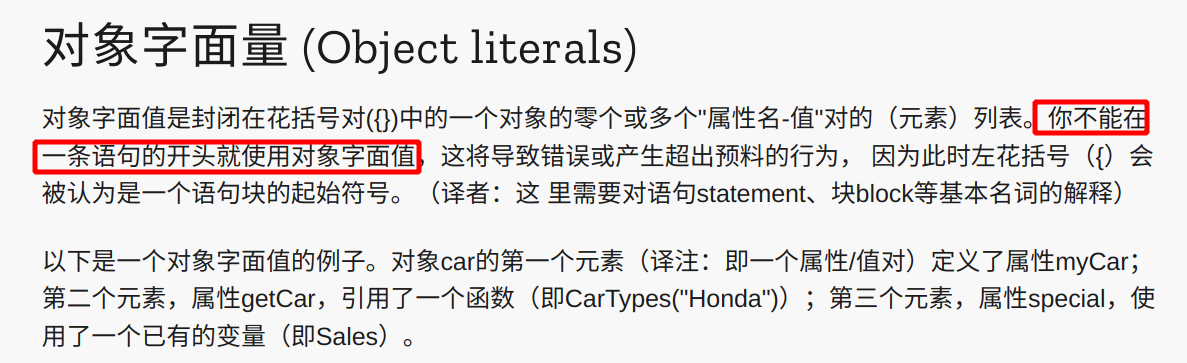 对象字面量 (Object literals)
对象字面值是封闭在花括号对({})中的一个对象的零个或多个"属性名-值"对的（元素）列表。你不能在
一条语句的开头就使用对象字面值，这将导致错误或产生超出预料的行为， 因为此时左花括号（{）会
被认为是一个语句块的起始符号。（译者：这 里需要对语句statement、块block等基本名词的解释）
以下是一个对象字面值的例子。对象car的第一个元素（译注：即一个属性/值对）定义了属性myCar；
第二个元素，属性getCar，引用了一个函数（即CarTypes("Honda")）；第三个元素，属性special，使
用了一个已有的变量（即Sales）。